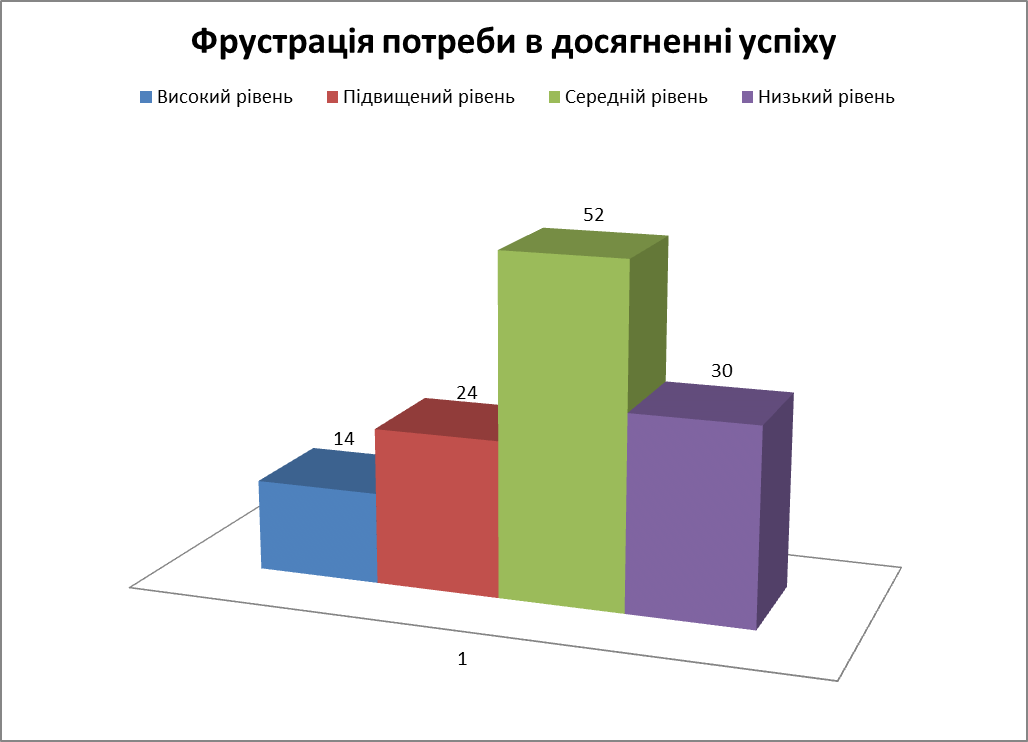 Фрустрація потреби в досягненні успіху
Високий рівень Підвищений рівень Середній рівень Низький рівень
52
30
24
14
1